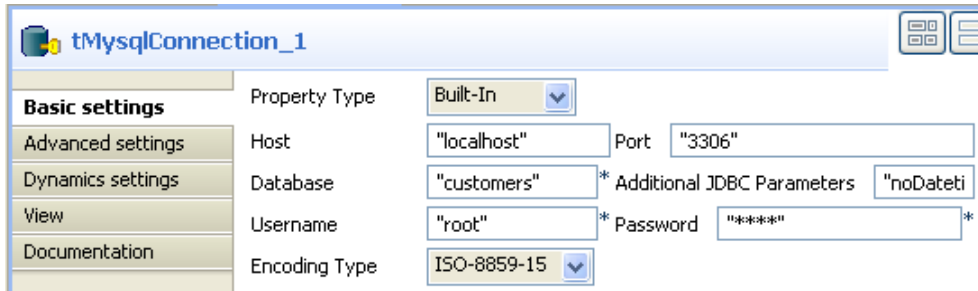 tMysqlConnection_1
Basic settings
Advanced settings
Dynamics settings
View
Documentation
Property Type Built-In
Host "localhost" Port "3306"
Database "customers" * Additional JDBC Parameters "noDateti
Username "root" * Password "****" *
Encoding Type ISO-8859-15